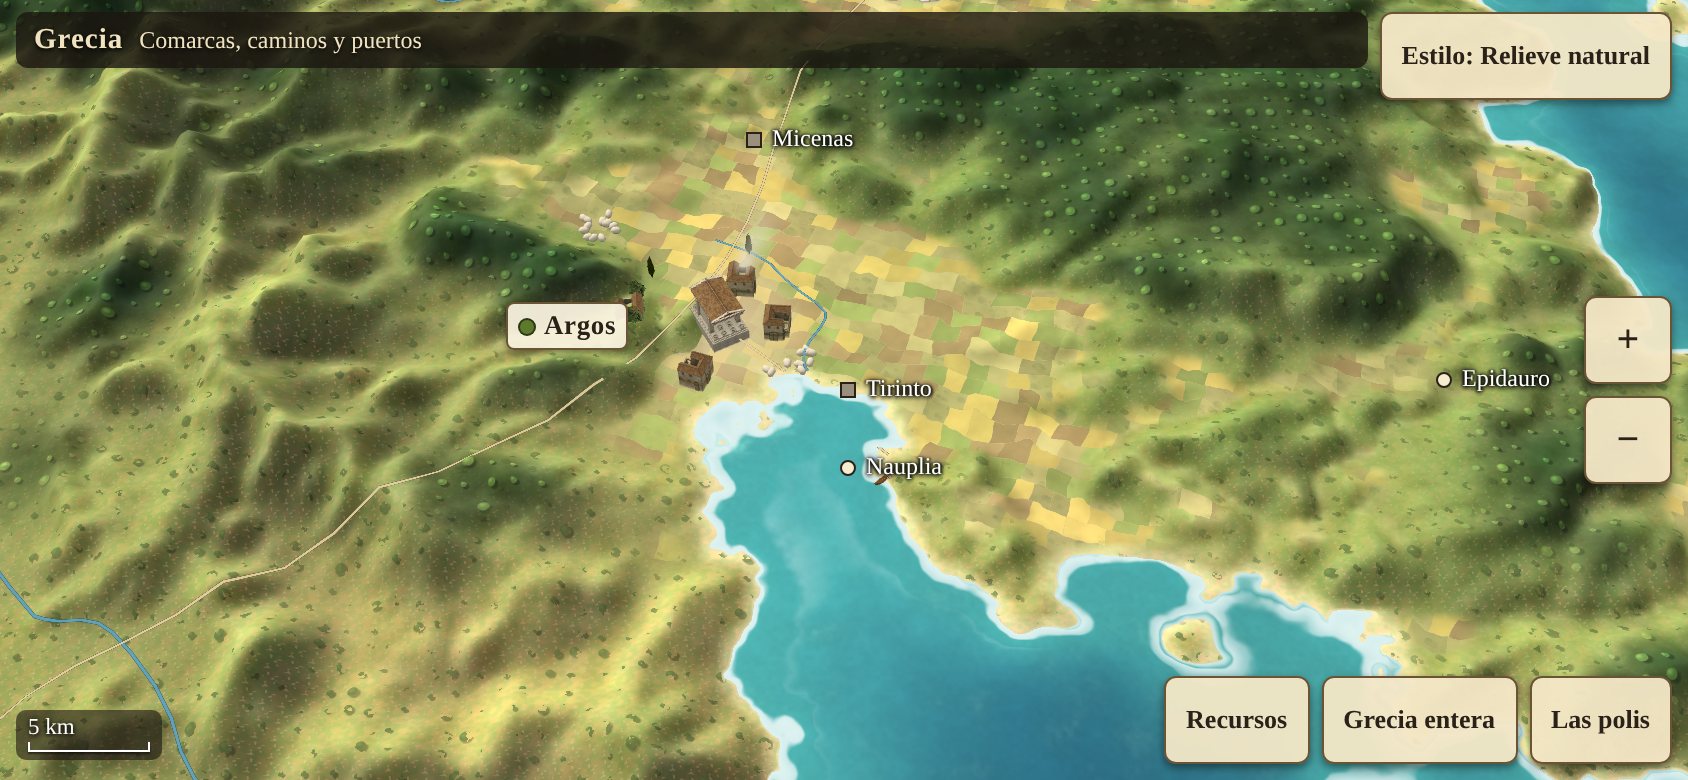 Grecia Comarcas, caminos y puertos
Estilo: Relieve natural
Micenas
Argos
+
Tirinto
Epidauro
−
Nauplia
5 km
Recursos
Grecia entera
Las polis